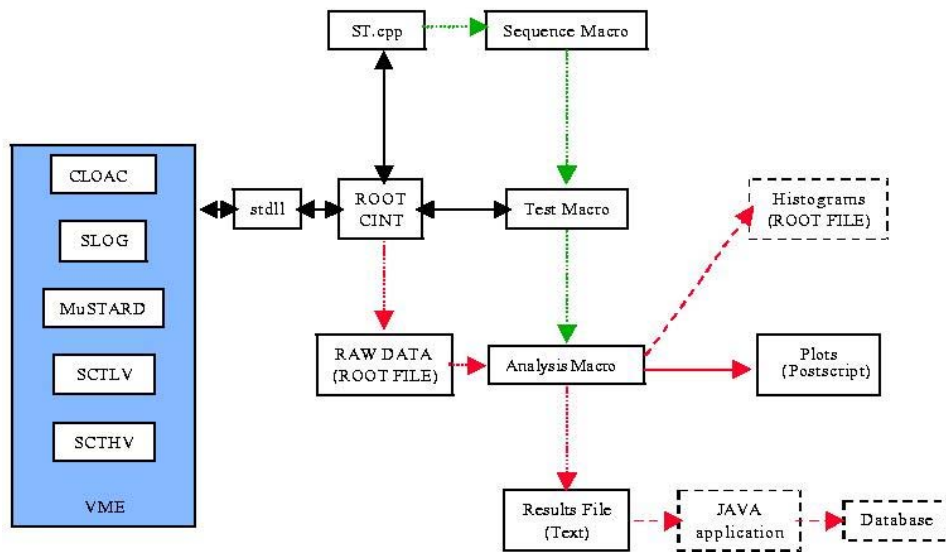 ST.cpp
Sequence Macro
CLOAC
SLOG
MuSTARD
SCTLV
SCTHV
VME
stdll
ROOT
CINT
Test Macro
Histograms
(ROOT FILE)
RAW DATA
(ROOT FILE)
Analysis Macro
Plots
(Postscript)
Results File
(Text)
JAVA
application
Database